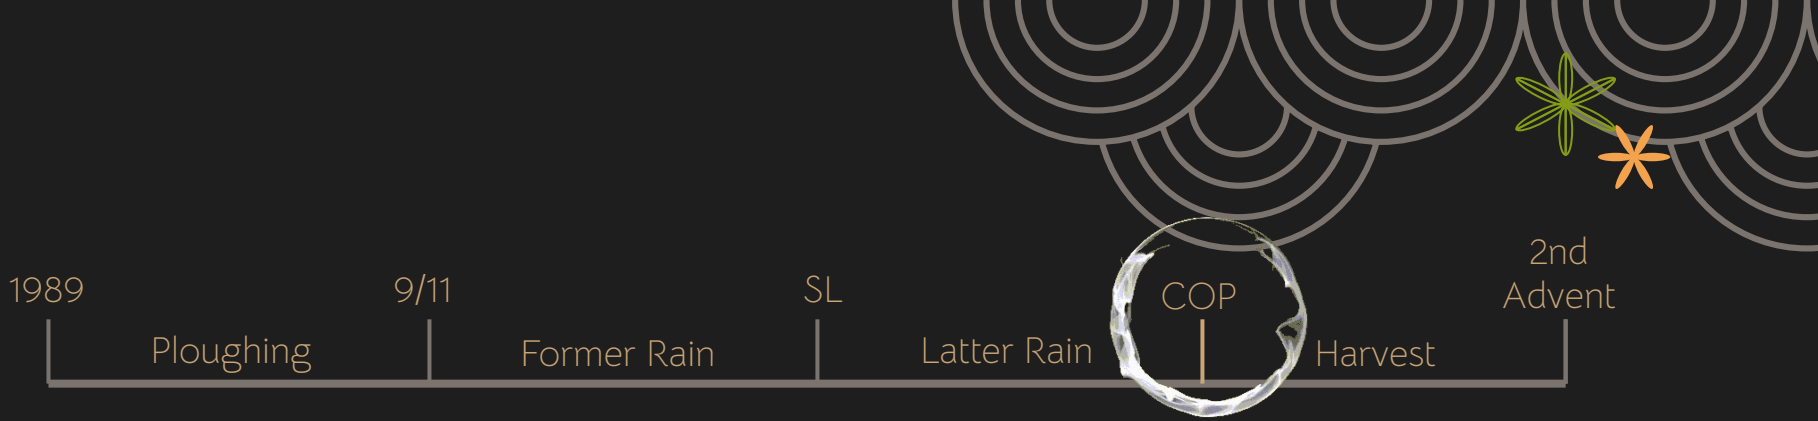 1989
9/11
SL
COP
2nd
Advent
Ploughing
Former Rain
Latter Rain
Harvest